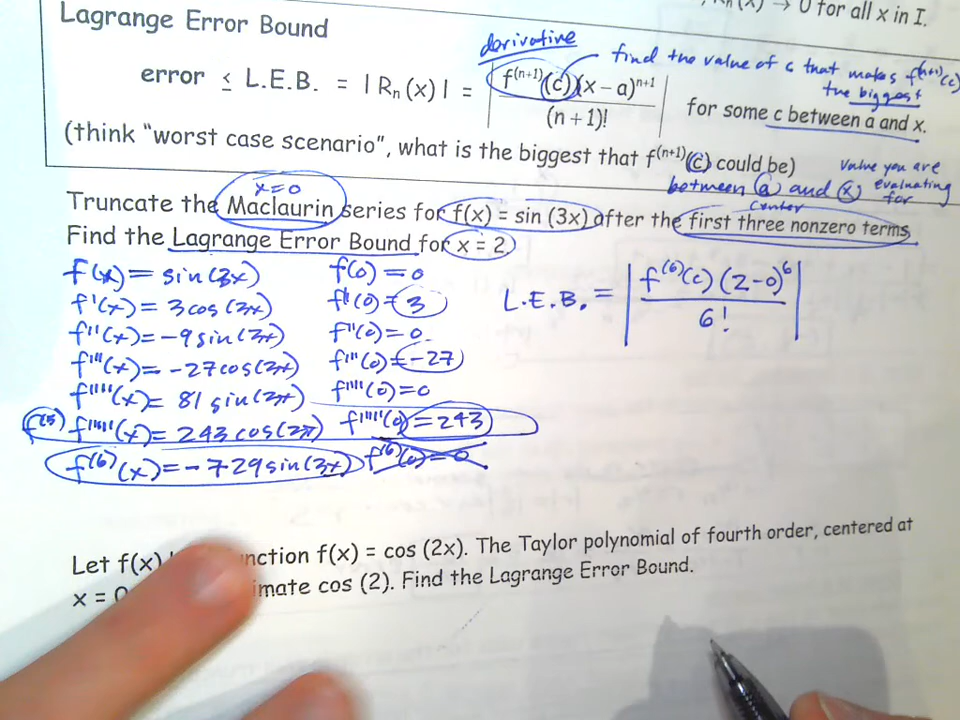 , Rn(x) → 0 for all x in I.
Lagrange Error Bound
derivative
find the value of c that makes f⁽ⁿ⁺¹⁾(c)
the biggest
error ≤ L.E.B. = | Rn(x) | = | f⁽ⁿ⁺¹⁾(c)(x – a)ⁿ⁺¹ / (n + 1)! | for some c between a and x.
(think "worst case scenario", what is the biggest that f⁽ⁿ⁺¹⁾(c) could be)
between a and x
value you are evaluating for
center
x=0
Truncate the Maclaurin series for f(x) = sin (3x) after the first three nonzero terms.
Find the Lagrange Error Bound for x = 2.
f(x) = sin(3x) f(0) = 0
f'(x) = 3cos(3x) f'(0) = 3
f''(x) = -9sin(3x) f''(0) = 0
f'''(x) = -27cos(3x) f'''(0) = -27
f''''(x) = 81 sin(3x) f''''(0) = 0
f⁽⁵⁾ f'''''(x) = 243 cos(3x) f'''''(0) = 243
f⁽⁶⁾(x) = -729sin(3x) f⁽⁶⁾(0) = 0
L.E.B. = | f⁽⁶⁾(c) (2-0)⁶ / 6! |
Let f(x) nction f(x) = cos (2x). The Taylor polynomial of fourth order, centered at
x = 0 imate cos (2). Find the Lagrange Error Bound.